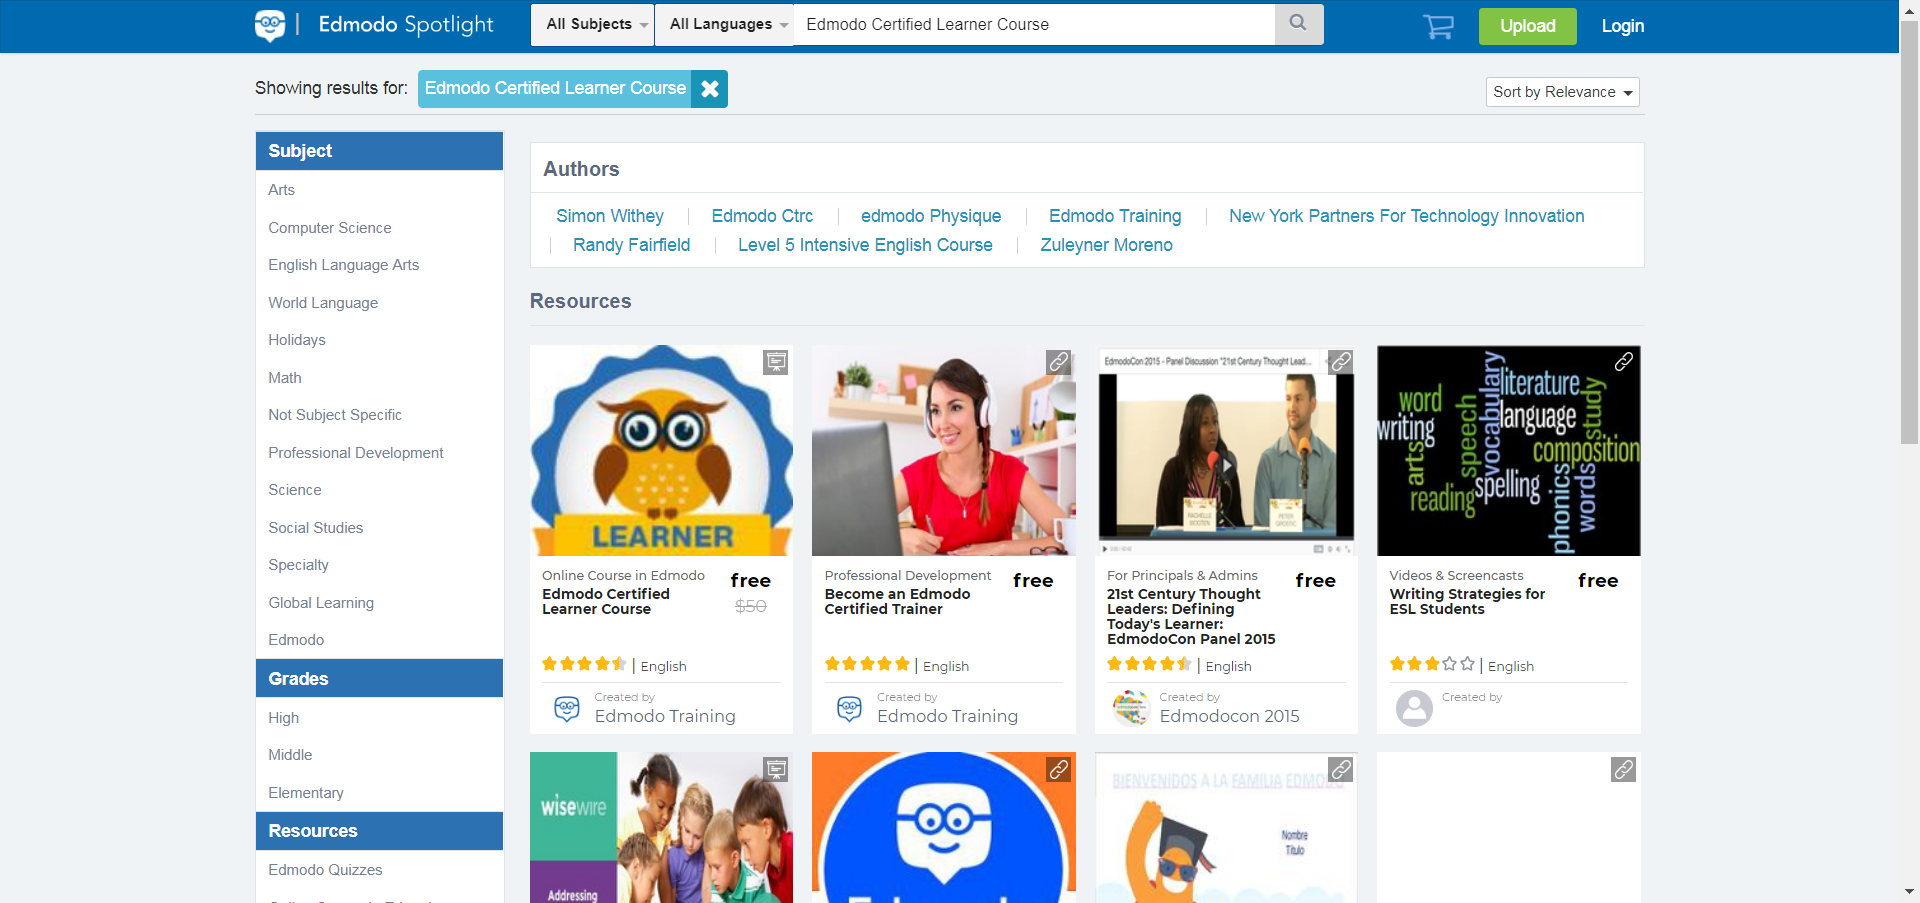 Edmodo Spotlight
All Subjects
All Languages
Edmodo Certified Learner Course
Upload
Login
Showing results for:
Edmodo Certified Learner Course
Sort by Relevance
Subject
Arts
Computer Science
English Language Arts
World Language
Holidays
Math
Not Subject Specific
Professional Development
Science
Social Studies
Specialty
Global Learning
Edmodo
Grades
High
Middle
Elementary
Resources
Edmodo Quizzes
Authors
Simon Withey
Edmodo Ctrc
edmodo Physique
Edmodo Training
New York Partners For Technology Innovation
Randy Fairfield
Level 5 Intensive English Course
Zuleyner Moreno
Resources
LEARNER
Online Course in Edmodo
free
Edmodo Certified
Learner Course
$50
English
Created by
Edmodo Training
Professional Development
free
Become an Edmodo
Certified Trainer
English
Created by
Edmodo Training
EdmodoCon 2015 - Panel Discussion "21st Century Thought Lead...
RACHELLE
PETER
For Principals & Admins
free
21st Century Thought
Leaders: Defining
Today's Learner:
EdmodoCon Panel 2015
English
Created by
Edmodocon 2015
word
writing
arts
reading
speech
vocabulary
literature
language
spelling
study
composition
phonics
words
Videos & Screencasts
free
Writing Strategies for
ESL Students
English
Created by
wisewire
Addressing
BIENVENIDOS A LA FAMILIA EDMODO
Nombre
Titulo